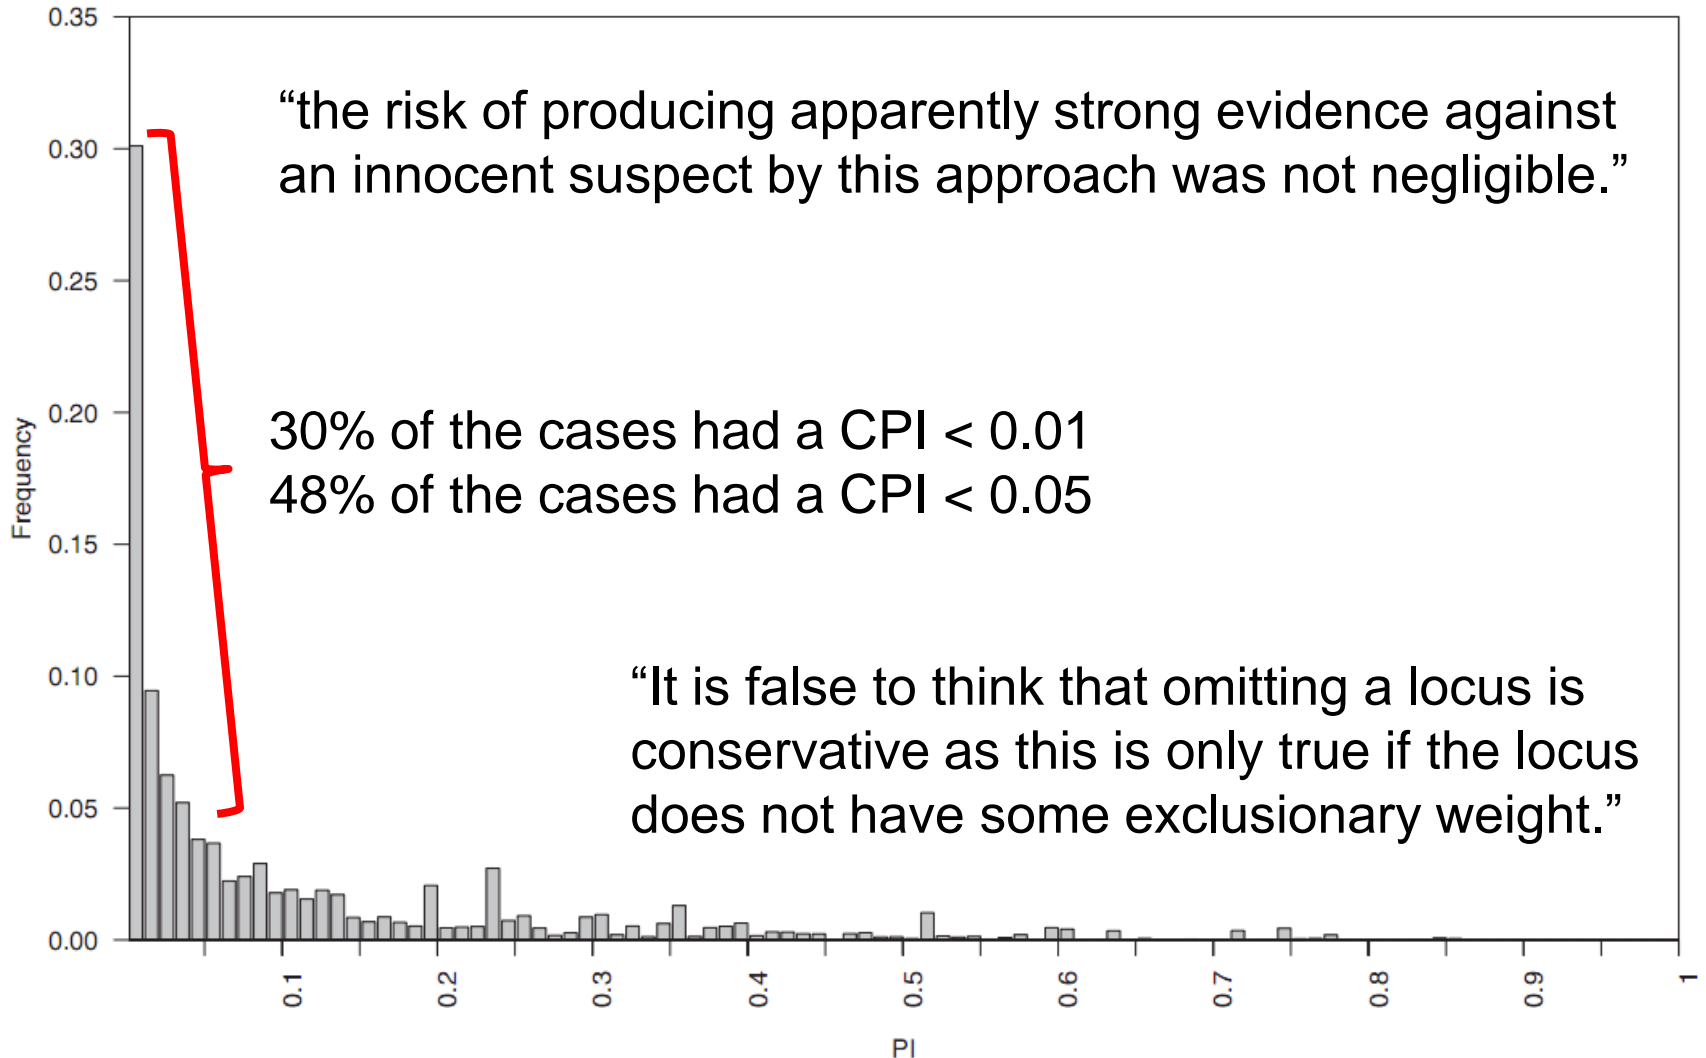 0.35
0.30
0.25
0.20
0.15
0.10
0.05
0.00
Frequency
“the risk of producing apparently strong evidence against
an innocent suspect by this approach was not negligible.”
30% of the cases had a CPI < 0.01
48% of the cases had a CPI < 0.05
“It is false to think that omitting a locus is
conservative as this is only true if the locus
does not have some exclusionary weight.”
0.1 0.2 0.3 0.4 0.5 0.6 0.7 0.8 0.9 1
PI